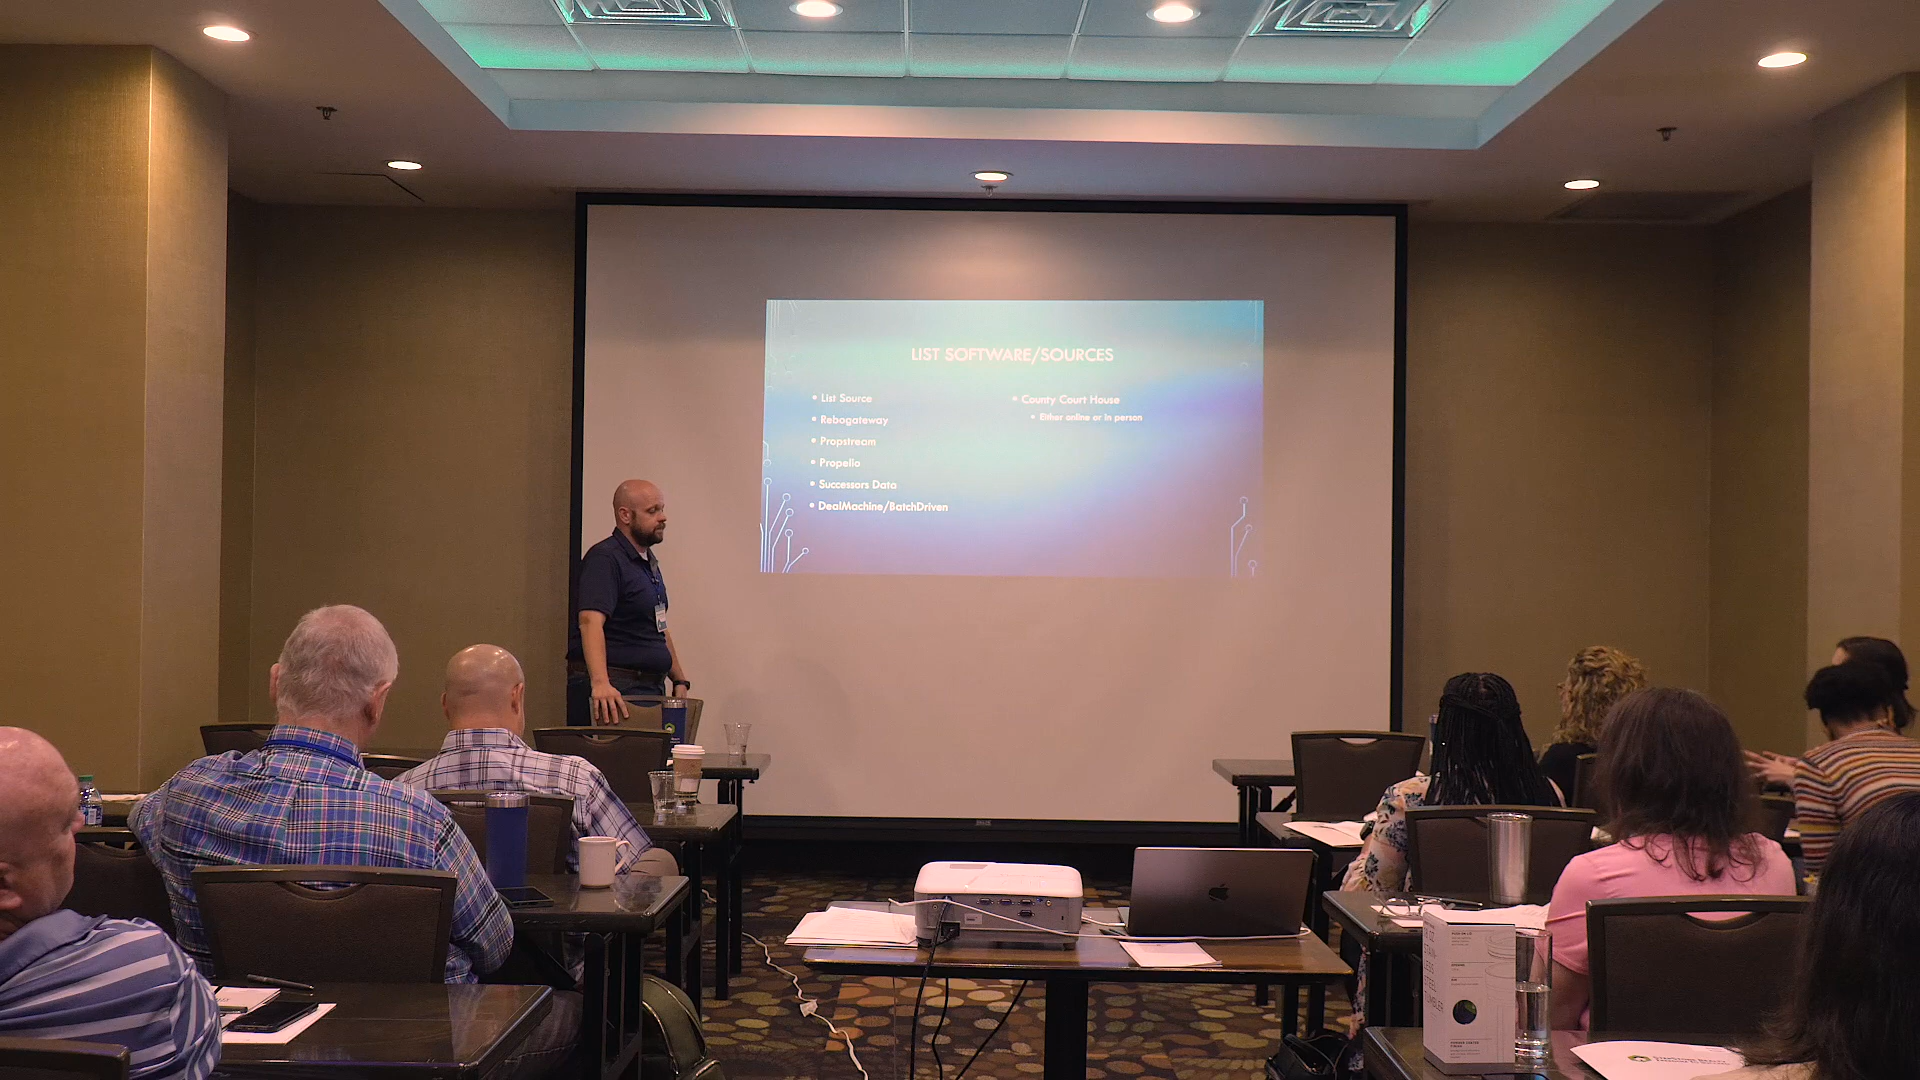 LIST SOFTWARE/SOURCES
• List Source
• Rebogateway
• Propstream
• Propelio
• Successors Data
• DealMachine/BatchDriven
• County Court House
• Either online or in person